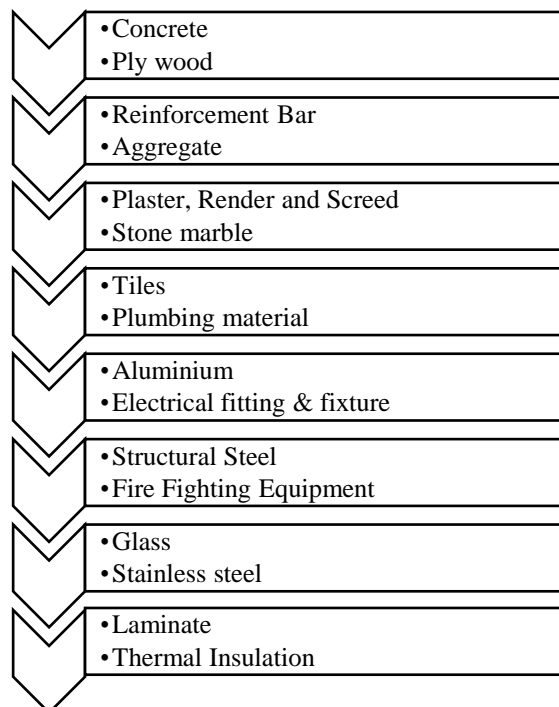 •Concrete
•Ply wood
•Reinforcement Bar
•Aggregate
•Plaster, Render and Screed
•Stone marble
•Tiles
•Plumbing material
•Aluminium
•Electrical fitting & fixture
•Structural Steel
•Fire Fighting Equipment
•Glass
•Stainless steel
•Laminate
•Thermal Insulation